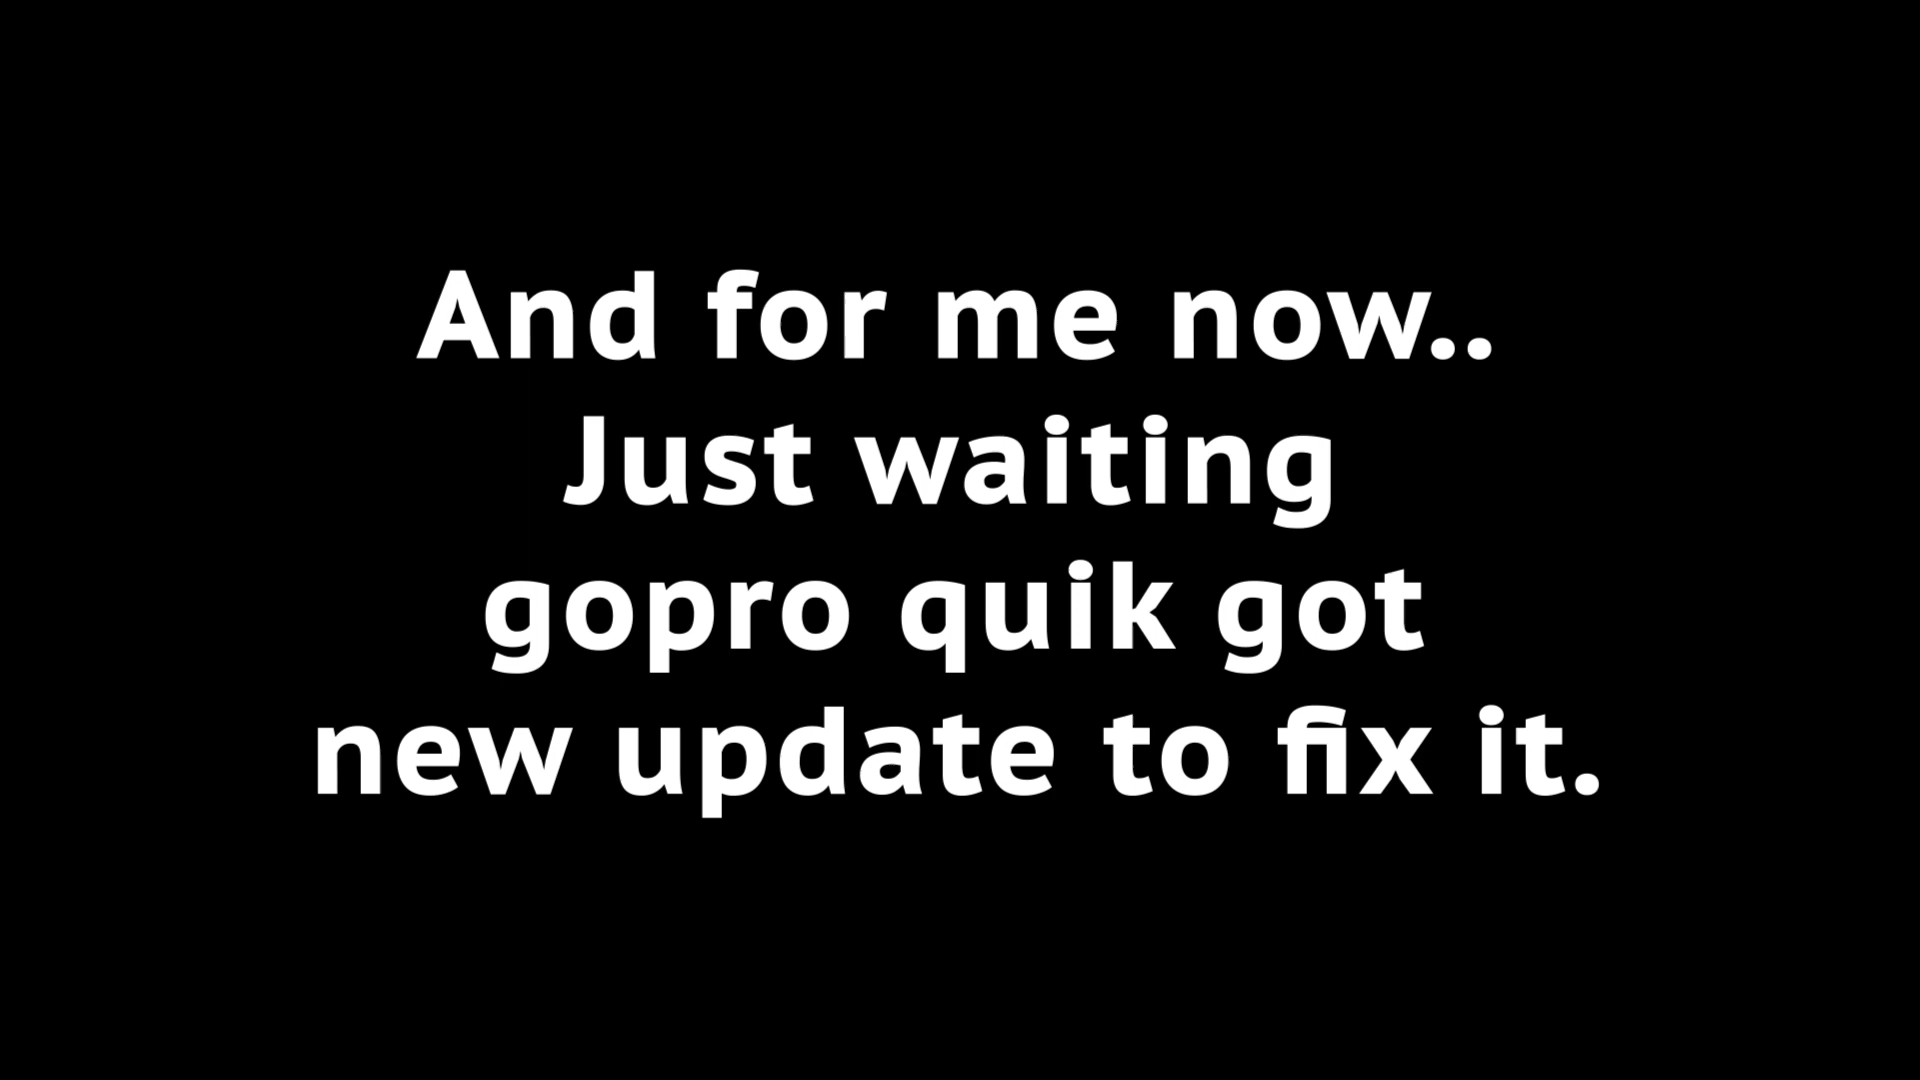 And for me now..
Just waiting
gopro quik got
new update to fix it.